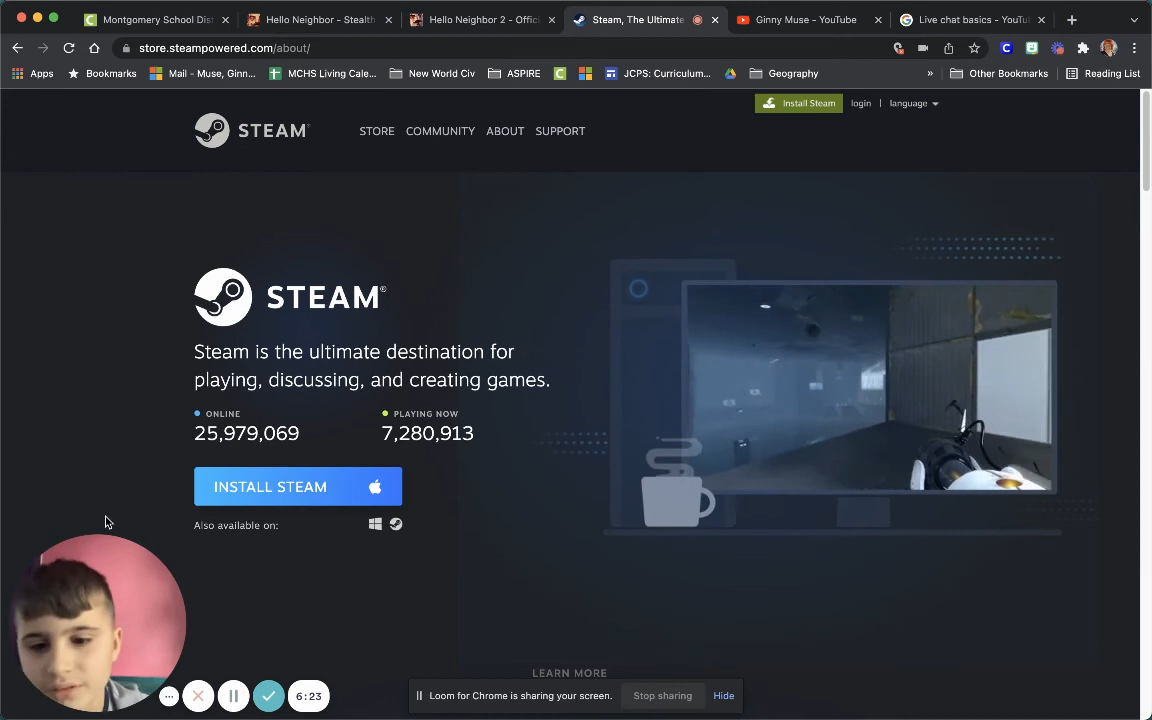 Montgomery School Dist
Hello Neighbor - Stealth
Hello Neighbor 2 - Offici
Steam, The Ultimate
Ginny Muse - YouTube
Live chat basics - YouTu
store.steampowered.com/about/
Apps
Bookmarks
Mail - Muse, Ginn...
MCHS Living Cale...
New World Civ
ASPIRE
JCPS: Curriculum...
Geography
»
Other Bookmarks
Reading List
Install Steam
login | language
STEAM®
STORE COMMUNITY ABOUT SUPPORT
STEAM®
Steam is the ultimate destination for
playing, discussing, and creating games.
ONLINE
25,979,069
PLAYING NOW
7,280,913
INSTALL STEAM
Also available on:
LEARN MORE
6:23
Loom for Chrome is sharing your screen.
Stop sharing
Hide